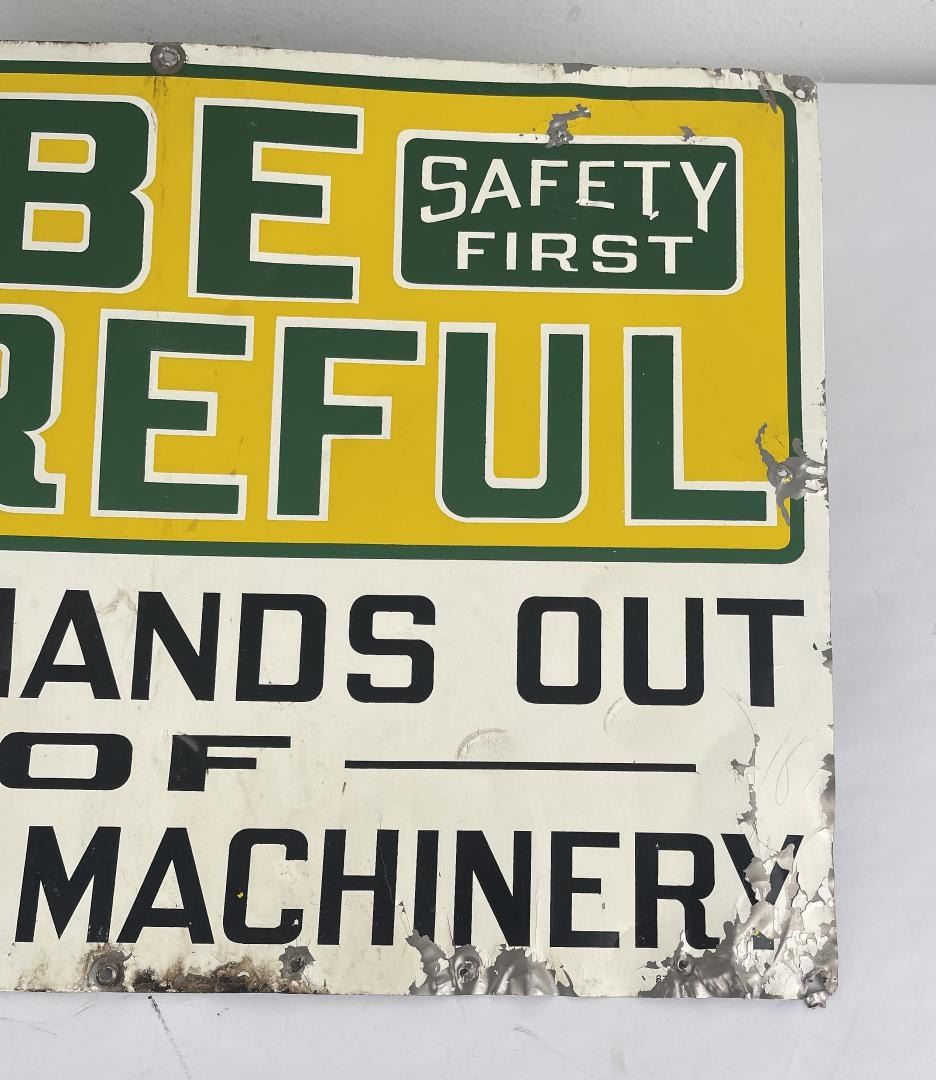 BE
SAFETY
FIRST
REFUL
HANDS OUT
OF
MACHINERY